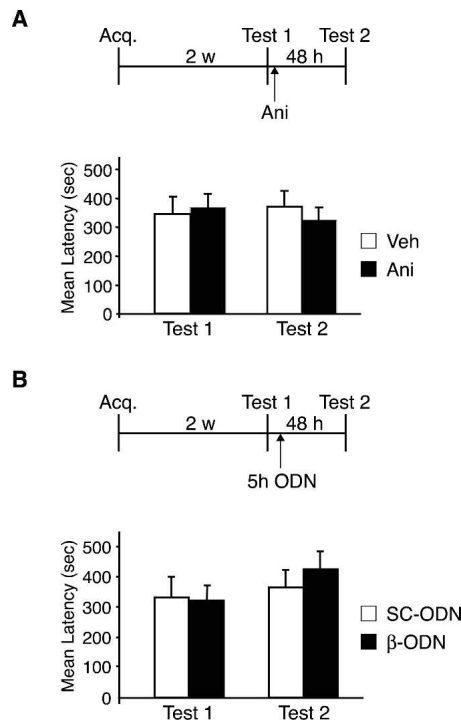 A
Acq.
Test 1
Test 2
2 w
48 h
Ani
Mean Latency (sec)
500
400
300
200
100
0
Test 1
Test 2
Veh
Ani
B
Acq.
Test 1
Test 2
2 w
48 h
5h ODN
Mean Latency (sec)
500
400
300
200
100
0
Test 1
Test 2
SC-ODN
β-ODN